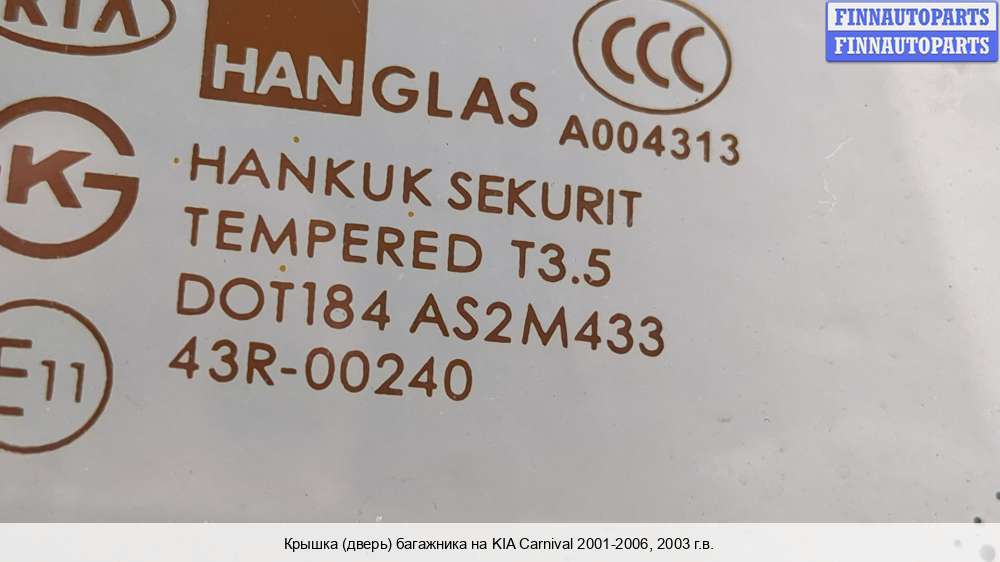 KIA
HANGLAS
CCC
A004313
FINNAUTOPARTS
FINNAUTOPARTS
K
HANKUK SEKURIT
TEMPERED T3.5
DOT184 AS2M433
43R-00240
E11
Крышка (дверь) багажника на KIA Carnival 2001-2006, 2003 г.в.